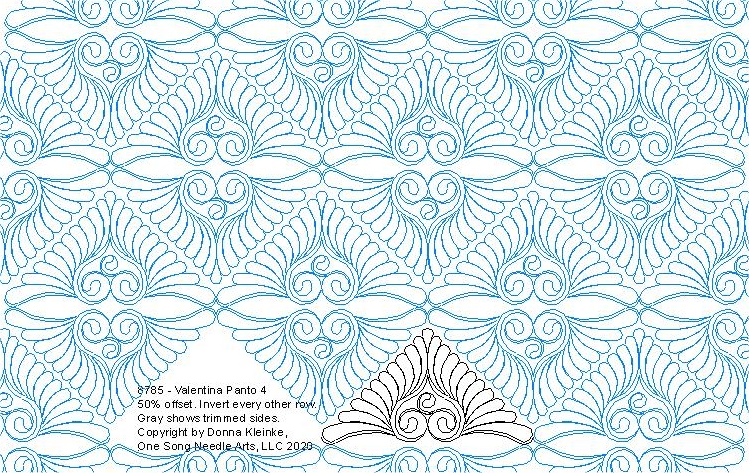 8785 - Valentina Panto 4
50% offset. Invert every other row.
Gray shows trimmed sides.
Copyright by Donna Kleinke,
One Song Needle Arts, LLC 2023